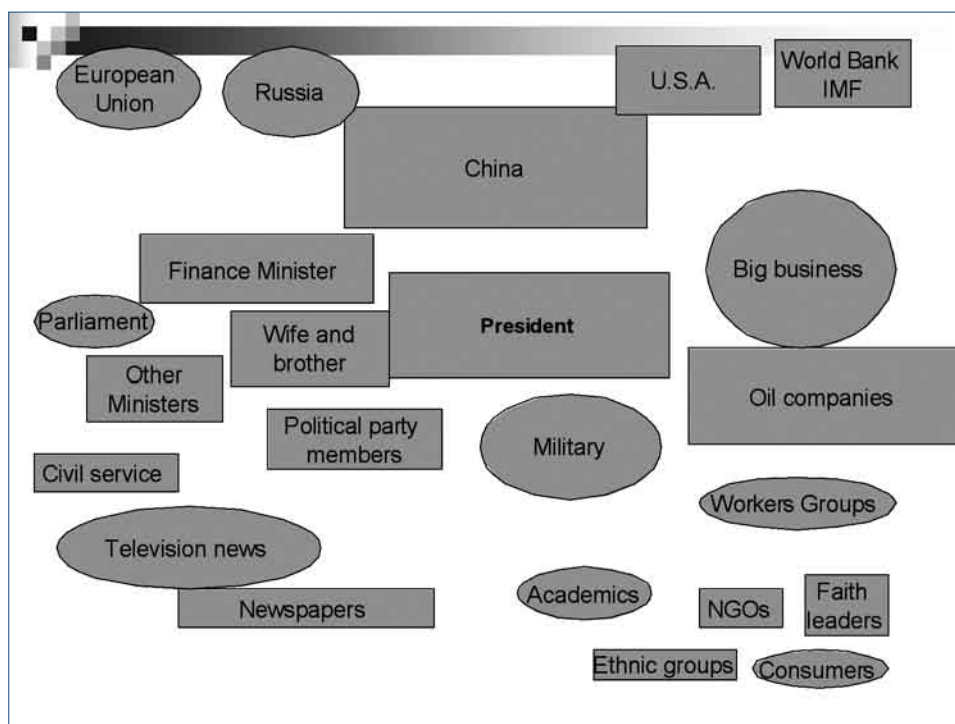 European
Union
Russia
U.S.A.
World Bank
IMF
China
Finance Minister
Big business
Parliament
Wife and
brother
President
Other
Ministers
Oil companies
Political party
members
Military
Civil service
Workers Groups
Television news
Newspapers
Academics
NGOs
Faith
leaders
Ethnic groups
Consumers